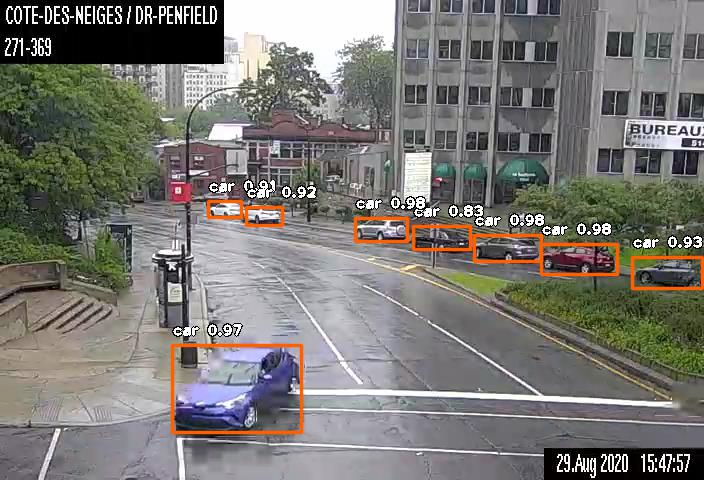 COTE-DES-NEIGES / DR-PENFIELD
271-369
BUREAUX
514
car 0.91
car 0.92
car 0.98
car 0.83
car 0.98
car 0.98
car 0.93
car 0.97
29.Aug 2020 15:47:57